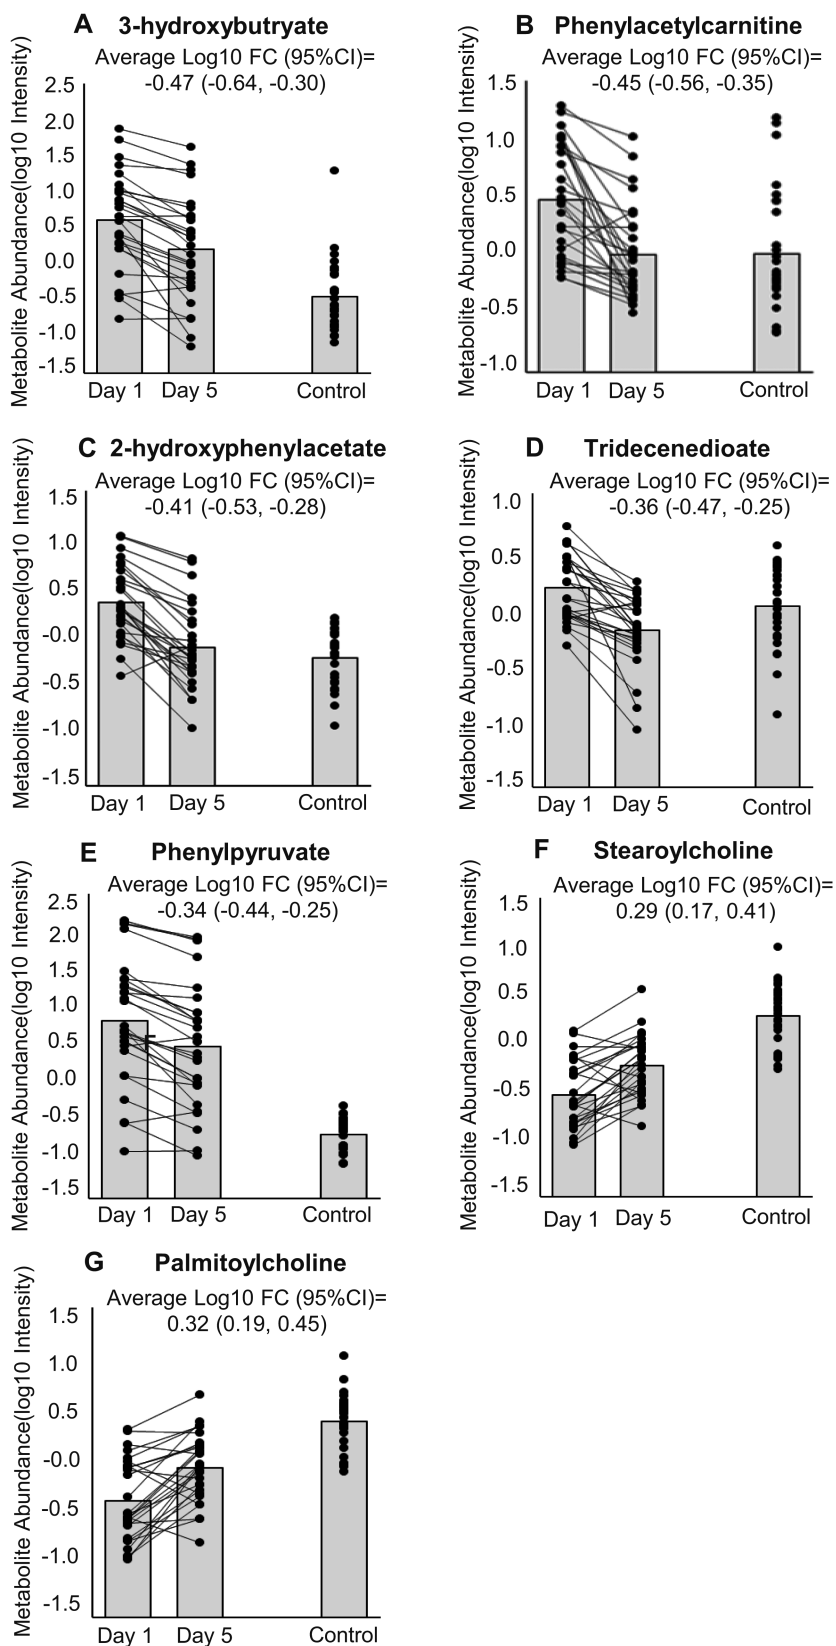 A 3-hydroxybutryate
Average Log10 FC (95%CI)=
-0.47 (-0.64, -0.30)
Metabolite Abundance(log10 Intensity)
2.5
2.0
1.5
1.0
0.5
0.0
-0.5
-1.0
-1.5
Day 1 Day 5 Control
B Phenylacetylcarnitine
Average Log10 FC (95%CI)=
-0.45 (-0.56, -0.35)
Metabolite Abundance(log10 Intensity)
1.5
1.0
0.5
0.0
-0.5
-1.0
Day 1 Day 5 Control
C 2-hydroxyphenylacetate
Average Log10 FC (95%CI)=
-0.41 (-0.53, -0.28)
Metabolite Abundance(log10 Intensity)
1.5
1.0
0.5
-0.0
-0.5
-1.0
-1.5
Day 1 Day 5 Control
D Tridecenedioate
Average Log10 FC (95%CI)=
-0.36 (-0.47, -0.25)
Metabolite Abundance(log10 Intensity)
1.0
0.5
0.0
-0.5
-1.0
-1.5
Day 1 Day 5 Control
E Phenylpyruvate
Average Log10 FC (95%CI)=
-0.34 (-0.44, -0.25)
Metabolite Abundance(log10 Intensity)
2.5
2.0
1.5
1.0
0.5
0.0
-0.5
-1.0
-1.5
Day 1 Day 5 Control
F Stearoylcholine
Average Log10 FC (95%CI)=
0.29 (0.17, 0.41)
Metabolite Abundance(log10 Intensity)
1.5
1.0
0.5
0.0
-0.5
-1.0
-1.5
Day 1 Day 5 Control
G Palmitoylcholine
Average Log10 FC (95%CI)=
0.32 (0.19, 0.45)
Metabolite Abundance(log10 Intensity)
1.5
1.0
0.5
-0.0
-0.5
-1.0
-1.5
Day 1 Day 5 Control